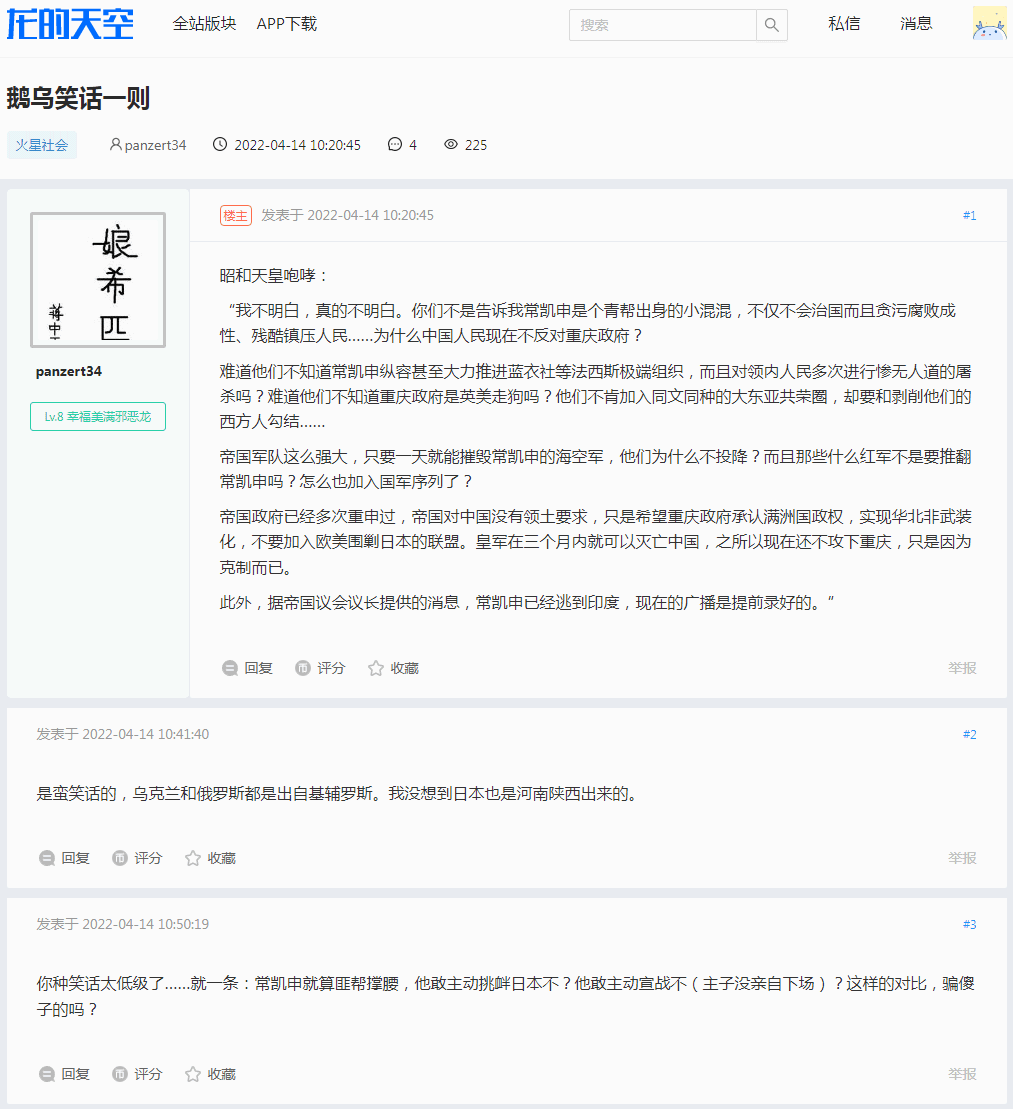 龙的天空 全站版块 APP下载 搜索 私信 消息
鹅乌笑话一则
火星社会 panzert34 2022-04-14 10:20:45 4 225
娘希匹
蒋中正
panzert34
Lv.8 幸福美满邪恶龙
楼主 发表于 2022-04-14 10:20:45 #1
昭和天皇咆哮：
“我不明白，真的不明白。你们不是告诉我常凯申是个青帮出身的小混混，不仅不会治国而且贪污腐败成
性、残酷镇压人民......为什么中国人民现在不反对重庆政府？
难道他们不知道常凯申纵容甚至大力推进蓝衣社等法西斯极端组织，而且对领内人民多次进行惨无人道的屠
杀吗？难道他们不知道重庆政府是英美走狗吗？他们不肯加入同文同种的大东亚共荣圈，却要和剥削他们的
西方人勾结......
帝国军队这么强大，只要一天就能摧毁常凯申的海空军，他们为什么不投降？而且那些什么红军不是要推翻
常凯申吗？怎么也加入国军序列了？
帝国政府已经多次重申过，帝国对中国没有领土要求，只是希望重庆政府承认满洲国政权，实现华北非武装
化，不要加入欧美围剿日本的联盟。皇军在三个月内就可以灭亡中国，之所以现在还不攻下重庆，只是因为
克制而已。
此外，据帝国议会议长提供的消息，常凯申已经逃到印度，现在的广播是提前录好的。”
回复 评分 收藏 举报
发表于 2022-04-14 10:41:40 #2
是蛮笑话的，乌克兰和俄罗斯都是出自基辅罗斯。我没想到日本也是河南陕西出来的。
回复 评分 收藏 举报
发表于 2022-04-14 10:50:19 #3
你种笑话太低级了......就一条：常凯申就算匪帮撑腰，他敢主动挑衅日本不？他敢主动宣战不（主子没亲自下场）？这样的对比，骗傻
子的吗？
回复 评分 收藏 举报